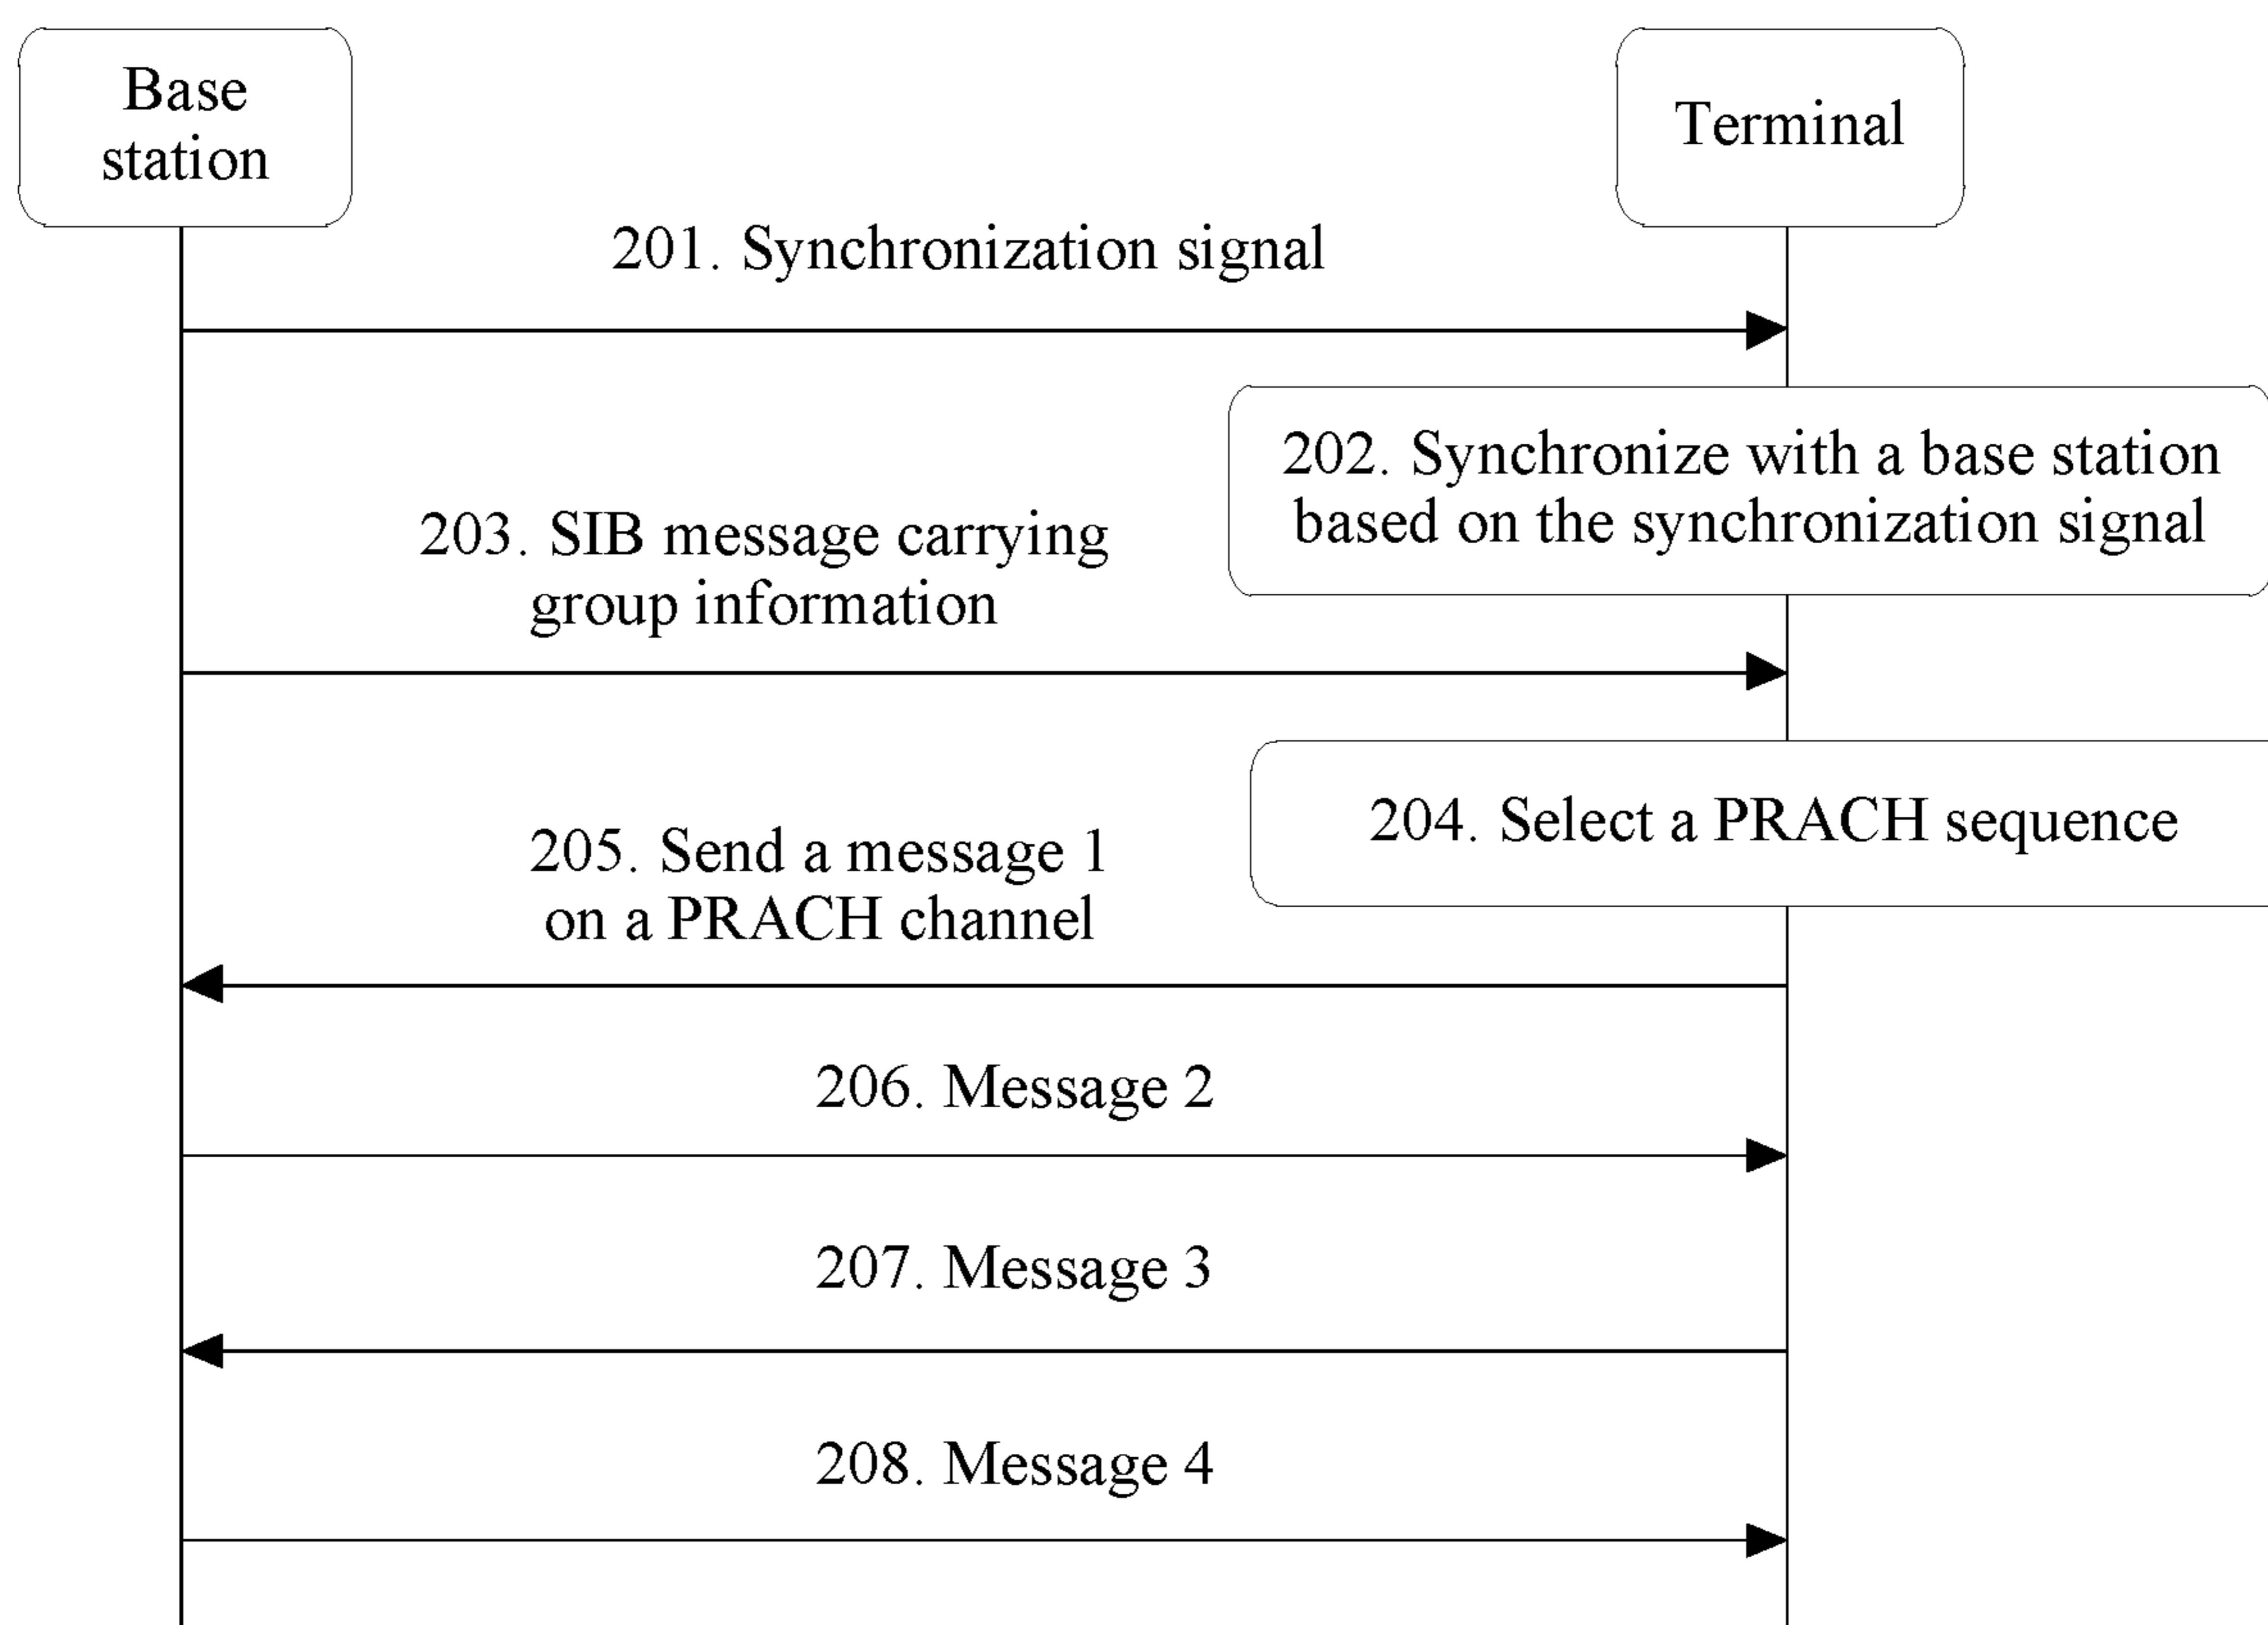 Base
station
Terminal
201. Synchronization signal
202. Synchronize with a base station
based on the synchronization signal
203. SIB message carrying
group information
204. Select a PRACH sequence
205. Send a message 1
on a PRACH channel
206. Message 2
207. Message 3
208. Message 4